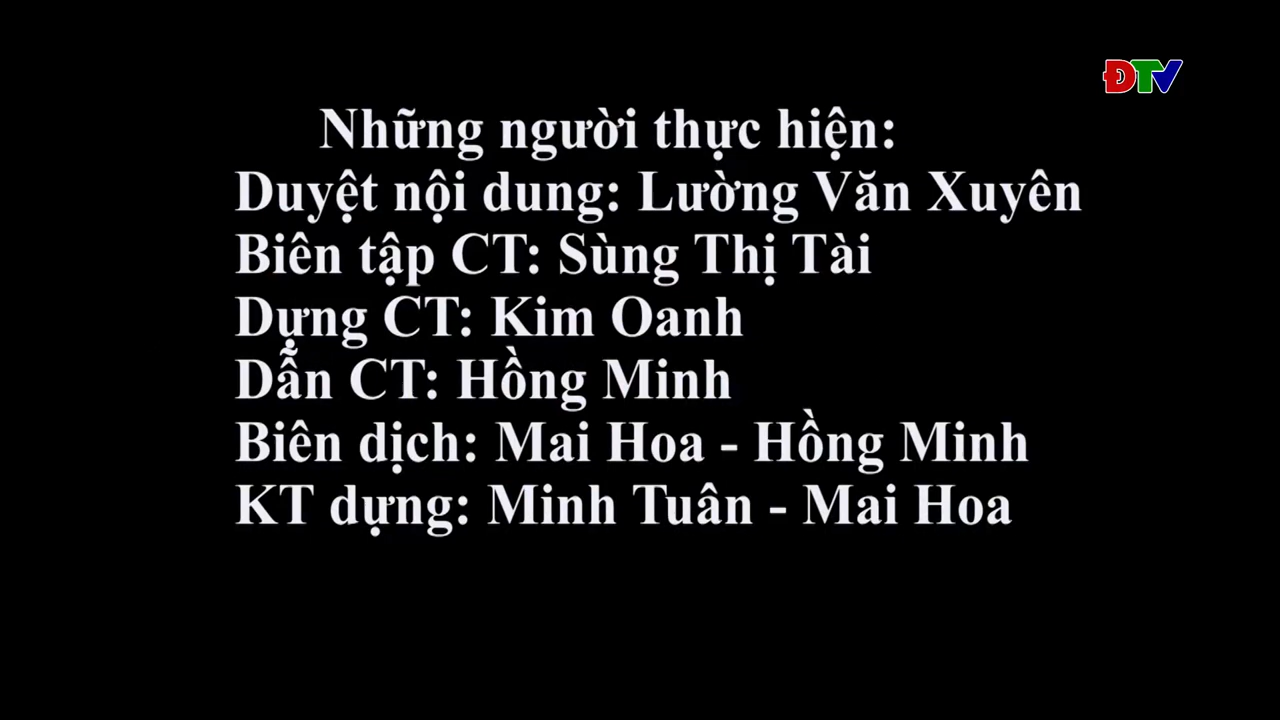 ĐTV
Những người thực hiện:
Duyệt nội dung: Lường Văn Xuyên
Biên tập CT: Sùng Thị Tài
Dựng CT: Kim Oanh
Dẫn CT: Hồng Minh
Biên dịch: Mai Hoa - Hồng Minh
KT dựng: Minh Tuân - Mai Hoa